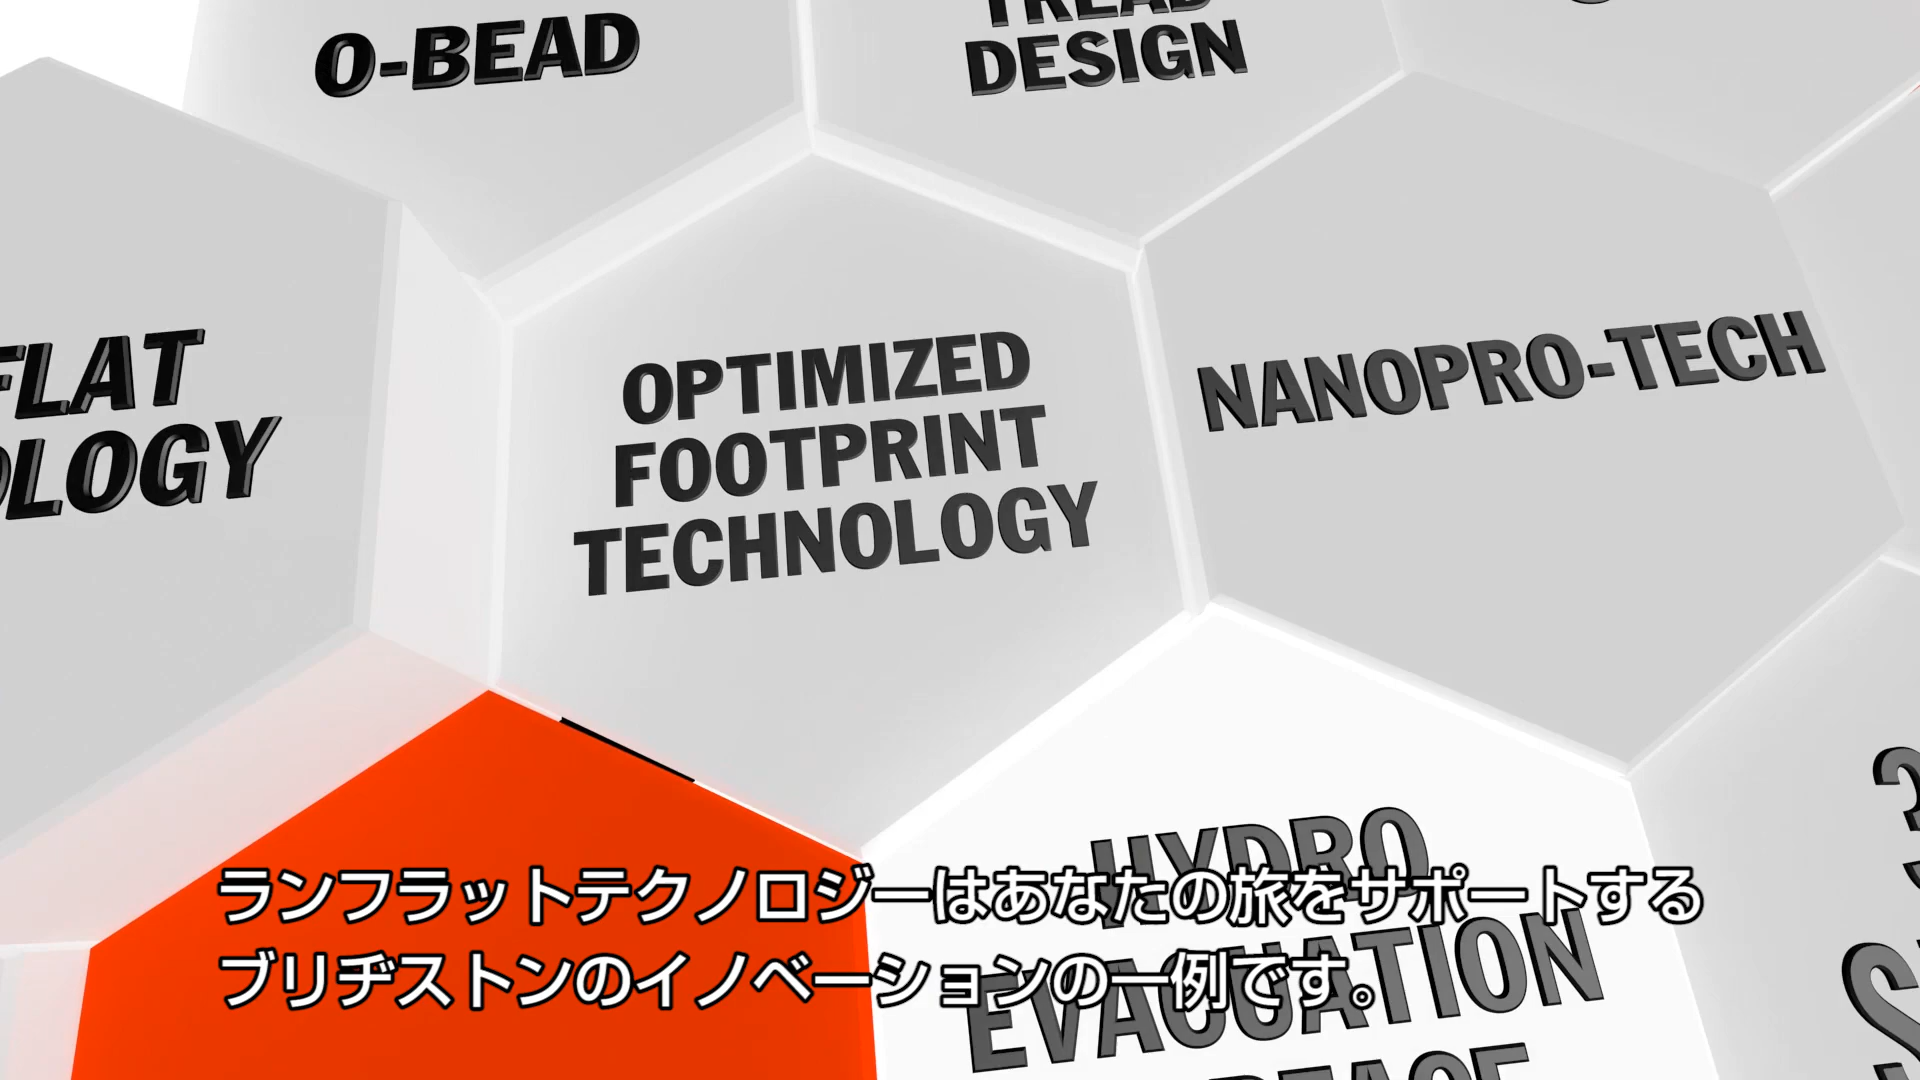 O-BEAD
TREAD
DESIGN
FLAT
OLOGY
OPTIMIZED
FOOTPRINT
TECHNOLOGY
NANOPRO-TECH
HYDRO
EVACUATION
3
S
ランフラットテクノロジーはあなたの旅をサポートする
ブリヂストンのイノベーションの一例です。